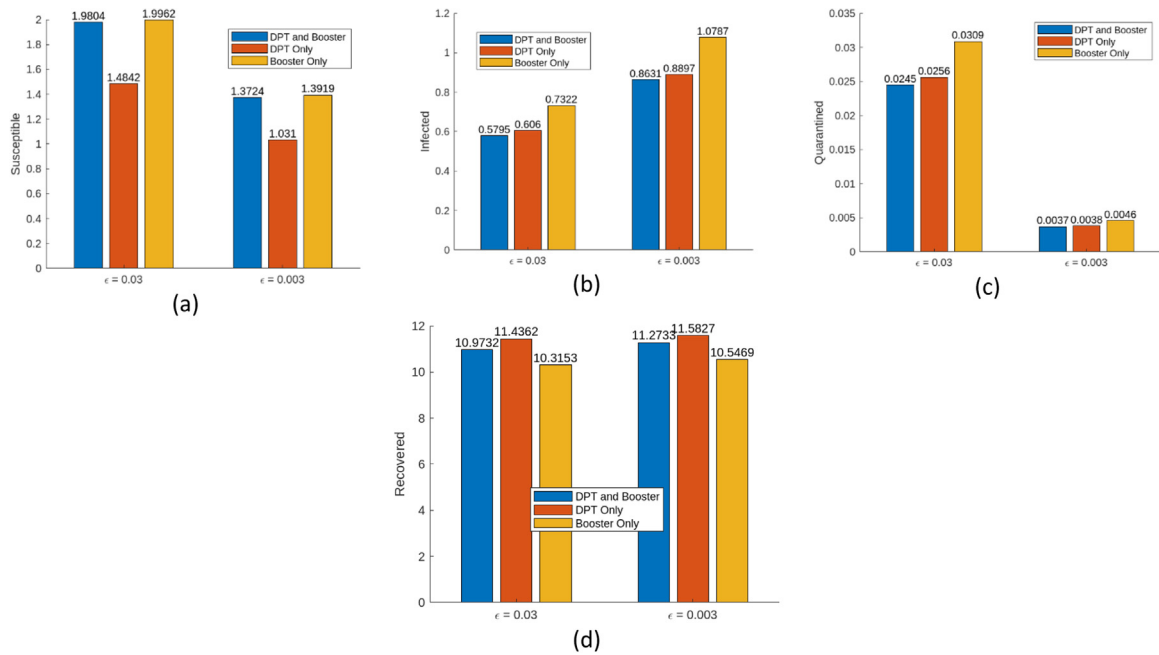 2
1.8
1.6
1.4
1.2
1
0.8
0.6
0.4
0.2
0
Susceptible
1.9804
1.4842
1.9962
1.3724
1.031
1.3919
DPT and Booster
DPT Only
Booster Only
ϵ = 0.03
ϵ = 0.003
(a)
1.2
1
0.8
0.6
0.4
0.2
0
Infected
0.5795
0.606
0.7322
0.8631
0.8897
1.0787
DPT and Booster
DPT Only
Booster Only
ϵ = 0.03
ϵ = 0.003
(b)
0.035
0.03
0.025
0.02
0.015
0.01
0.005
0
Quarantined
0.0245
0.0256
0.0309
0.0037
0.0038
0.0046
DPT and Booster
DPT Only
Booster Only
ϵ = 0.03
ϵ = 0.003
(c)
12
10
8
6
4
2
0
Recovered
10.9732
11.4362
10.3153
11.2733
11.5827
10.5469
DPT and Booster
DPT Only
Booster Only
ϵ = 0.03
ϵ = 0.003
(d)